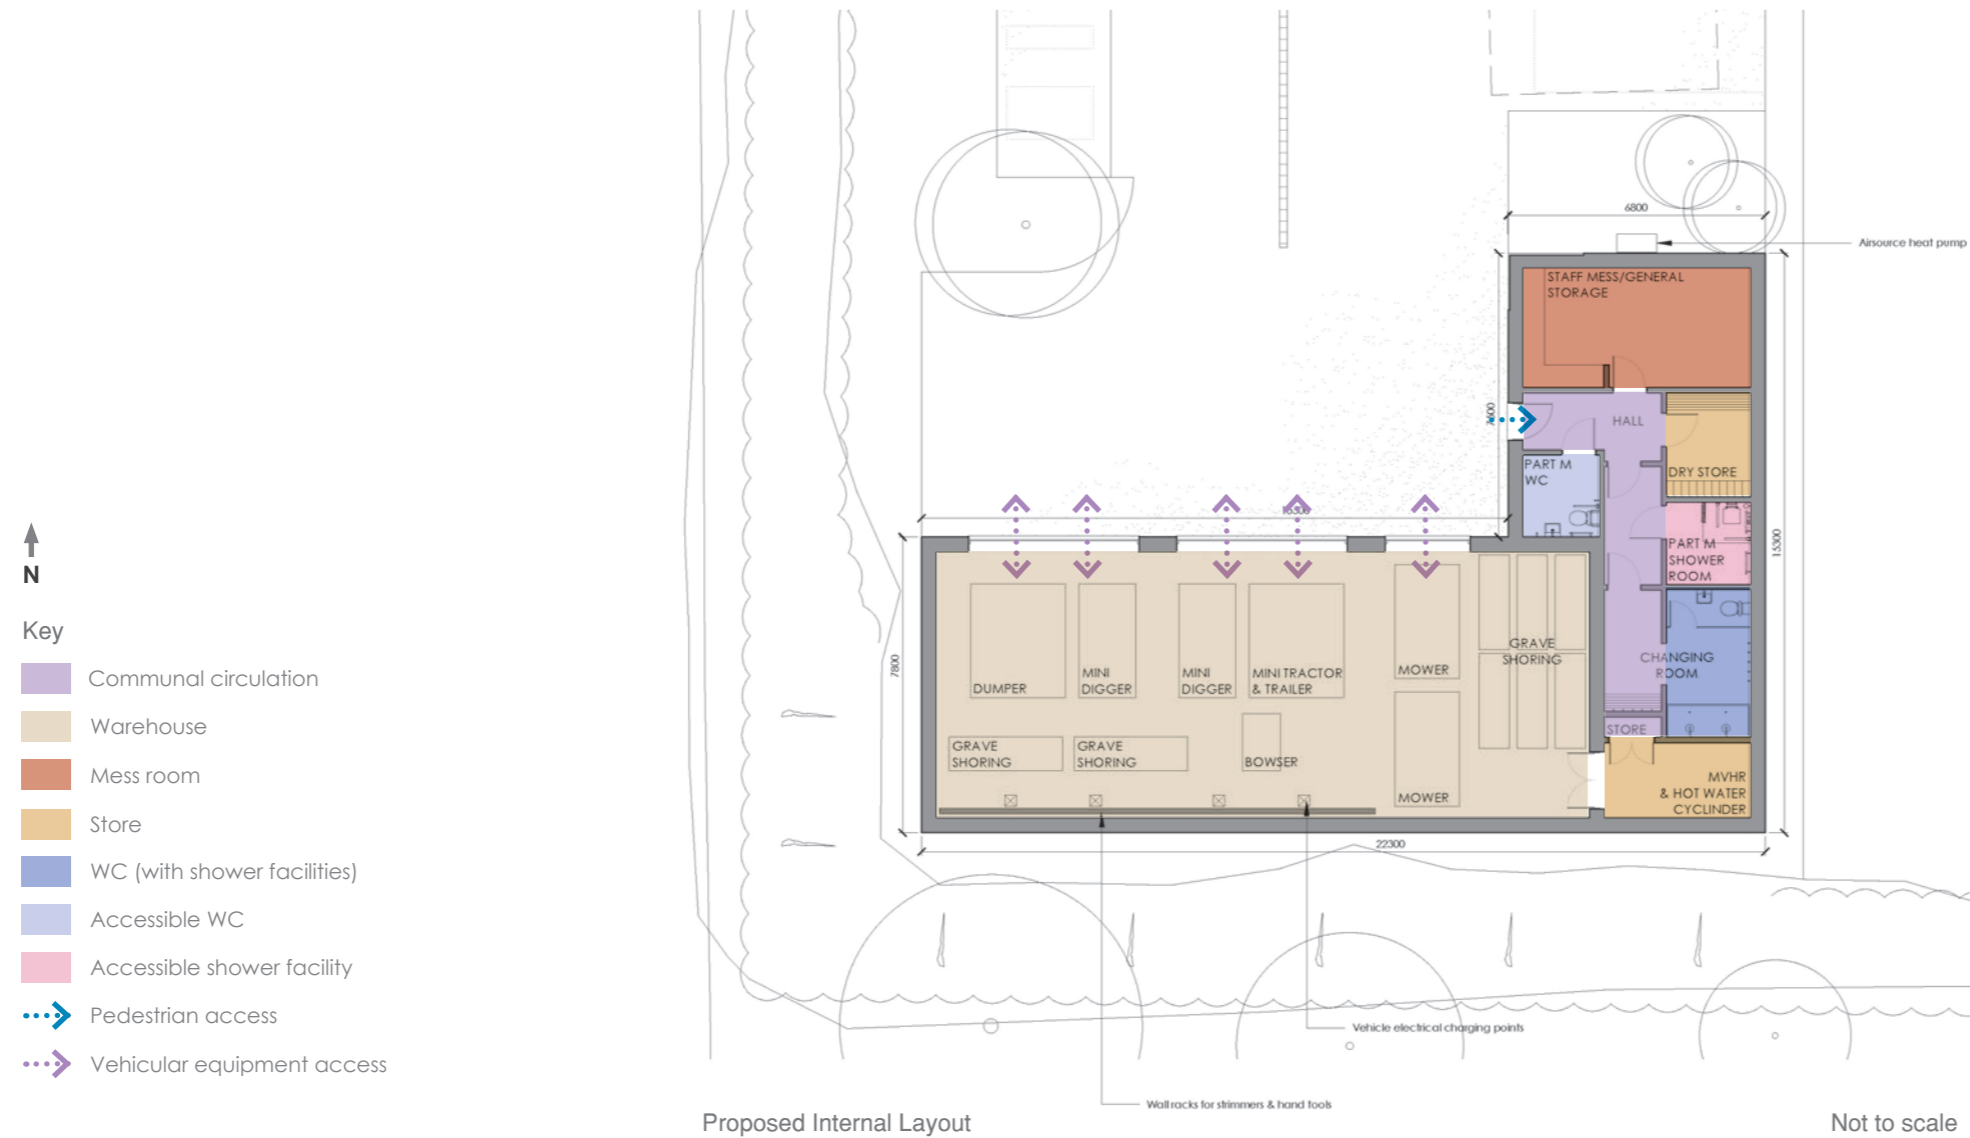 N
Key
Communal circulation
Warehouse
Mess room
Store
WC (with shower facilities)
Accessible WC
Accessible shower facility
Pedestrian access
Vehicular equipment access
6800
Airsource heat pump
STAFF MESS/GENERAL
STORAGE
HALL
DRY STORE
PART M
WC
PART M
SHOWER
ROOM
15300
7800
DUMPER
MINI
DIGGER
MINI
DIGGER
MINI TRACTOR
& TRAILER
MOWER
GRAVE
SHORING
CHANGING
ROOM
STORE
GRAVE
SHORING
GRAVE
SHORING
BOWSER
MOWER
MVHR
& HOT WATER
CYCLINDER
22300
Vehicle electrical charging points
Wall racks for strimmers & hand tools
Proposed Internal Layout
Not to scale